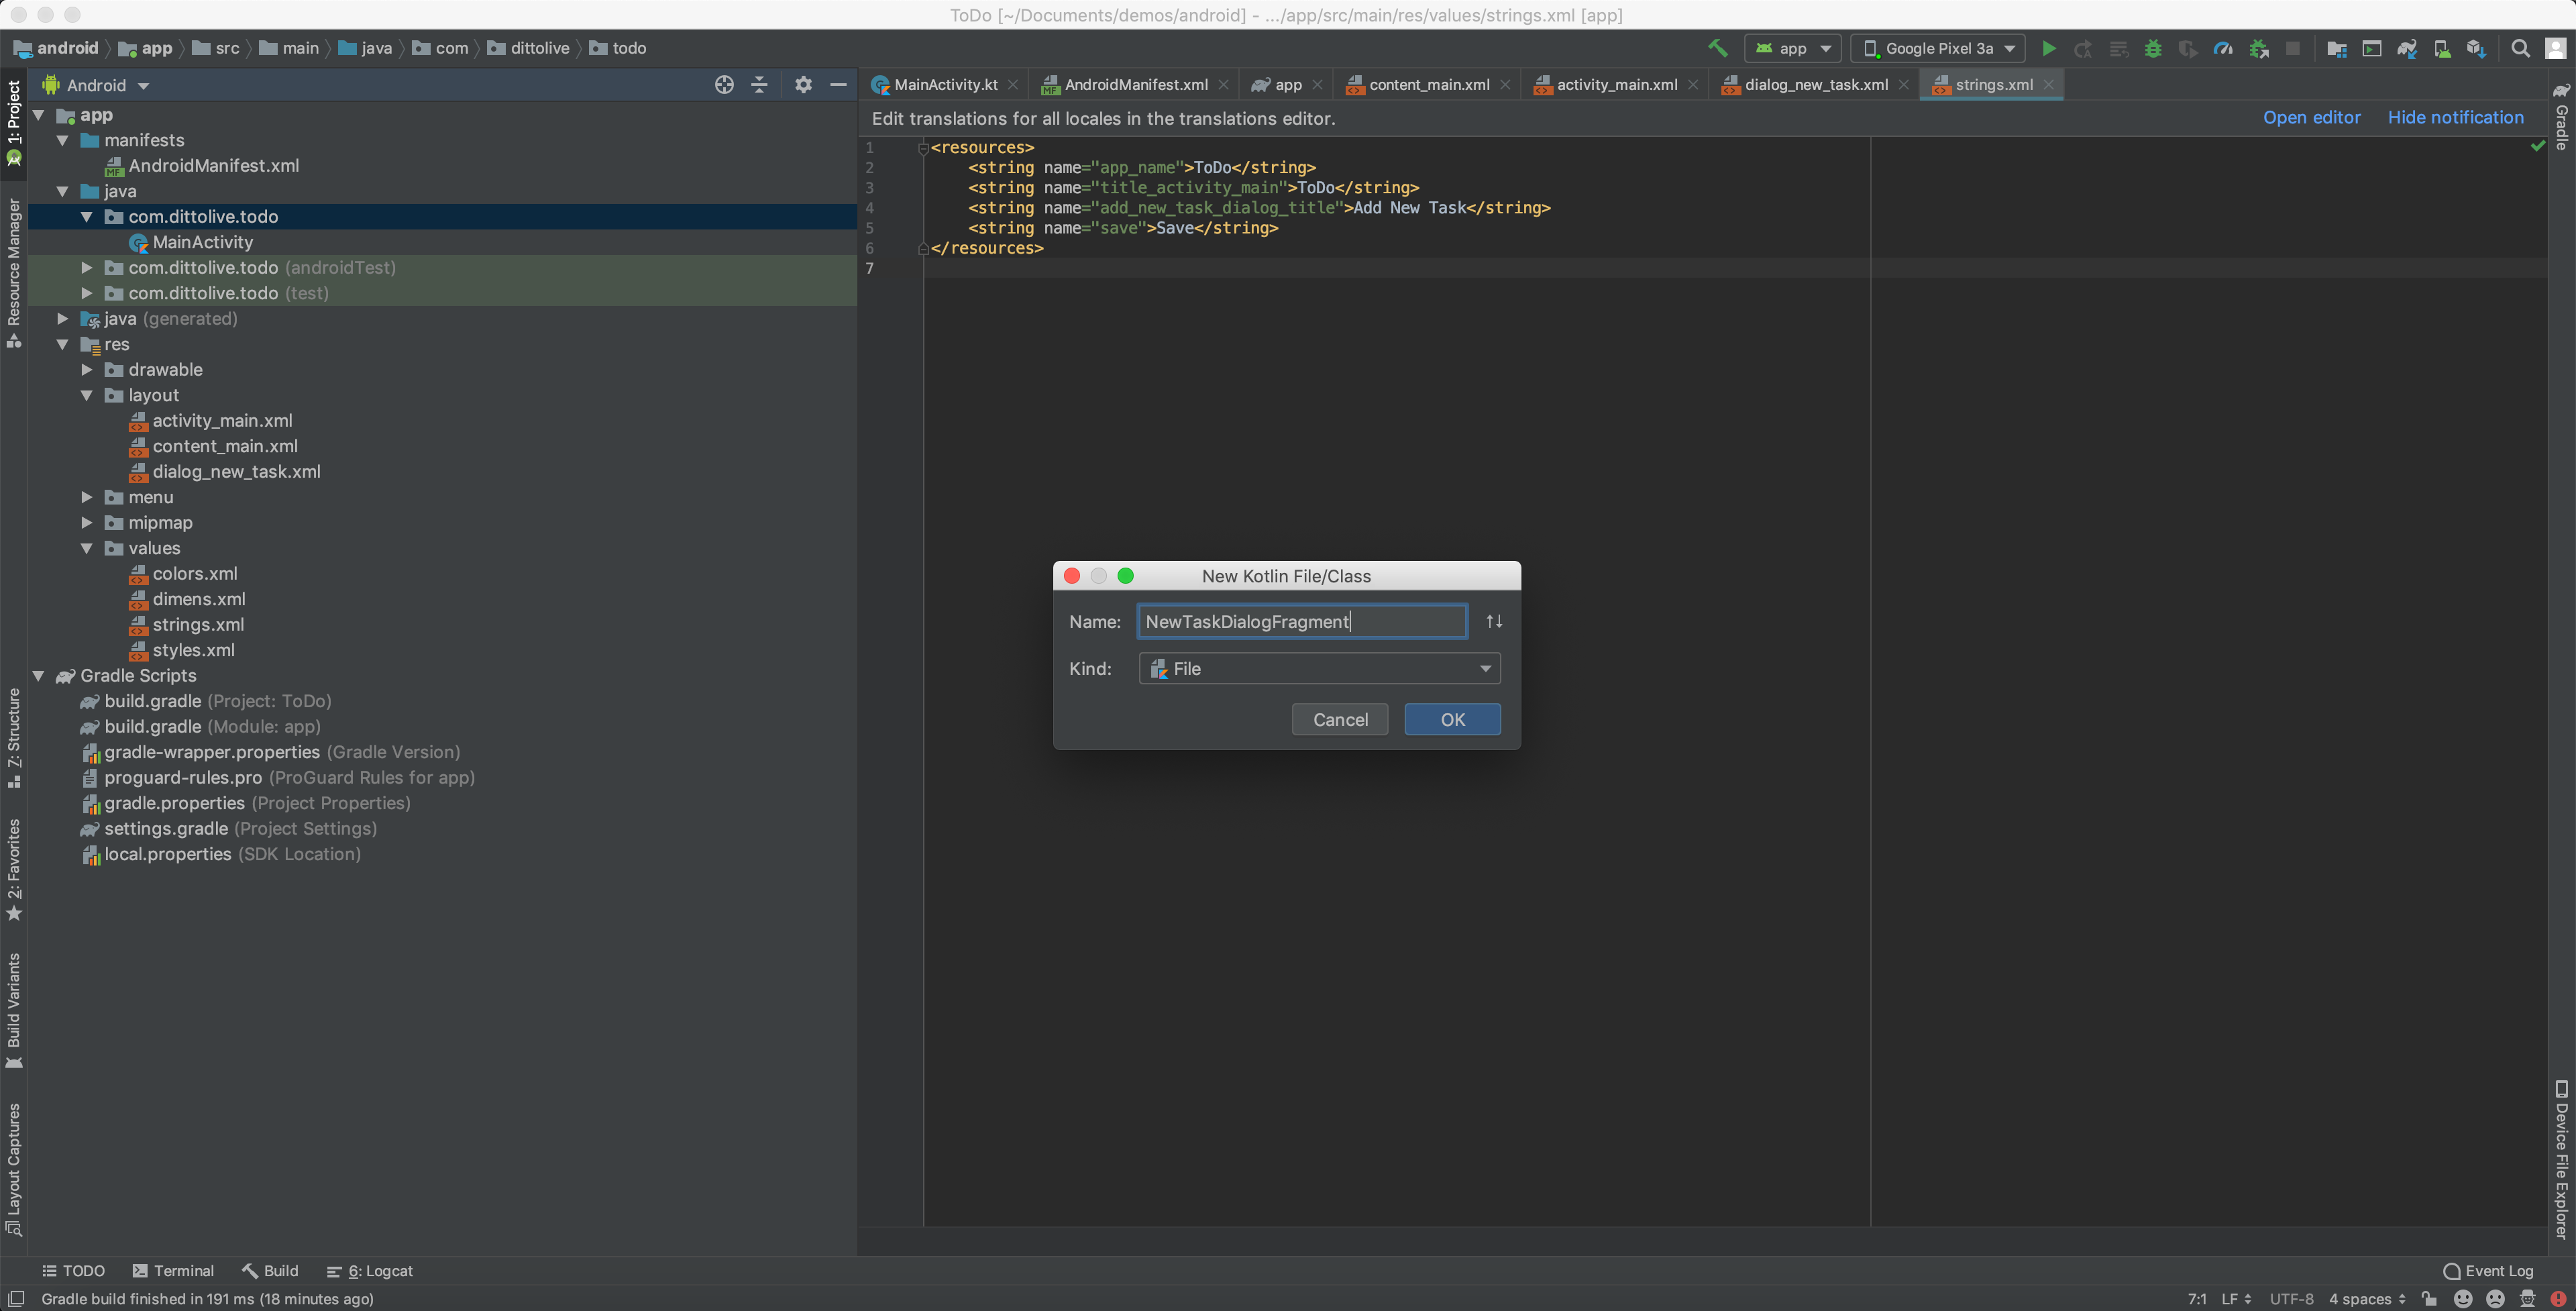 ToDo [~/Documents/demos/android] - .../app/src/main/res/values/strings.xml [app]
android app src main java com dittolive todo
app Google Pixel 3a
Android
MainActivity.kt AndroidManifest.xml app content_main.xml activity_main.xml dialog_new_task.xml strings.xml
Edit translations for all locales in the translations editor. Open editor Hide notification
1: Project
Resource Manager
7: Structure
2: Favorites
Build Variants
Layout Captures
app
manifests
AndroidManifest.xml
java
com.dittolive.todo
MainActivity
com.dittolive.todo (androidTest)
com.dittolive.todo (test)
java (generated)
res
drawable
layout
activity_main.xml
content_main.xml
dialog_new_task.xml
menu
mipmap
values
colors.xml
dimens.xml
strings.xml
styles.xml
Gradle Scripts
build.gradle (Project: ToDo)
build.gradle (Module: app)
gradle-wrapper.properties (Gradle Version)
proguard-rules.pro (ProGuard Rules for app)
gradle.properties (Project Properties)
settings.gradle (Project Settings)
local.properties (SDK Location)
1 <resources>
2 <string name="app_name">ToDo</string>
3 <string name="title_activity_main">ToDo</string>
4 <string name="add_new_task_dialog_title">Add New Task</string>
5 <string name="save">Save</string>
6 </resources>
7
New Kotlin File/Class
Name: NewTaskDialogFragment
Kind: File
Cancel OK
Gradle
Device File Explorer
TODO Terminal Build 6: Logcat Event Log
Gradle build finished in 191 ms (18 minutes ago) 7:1 LF UTF-8 4 spaces